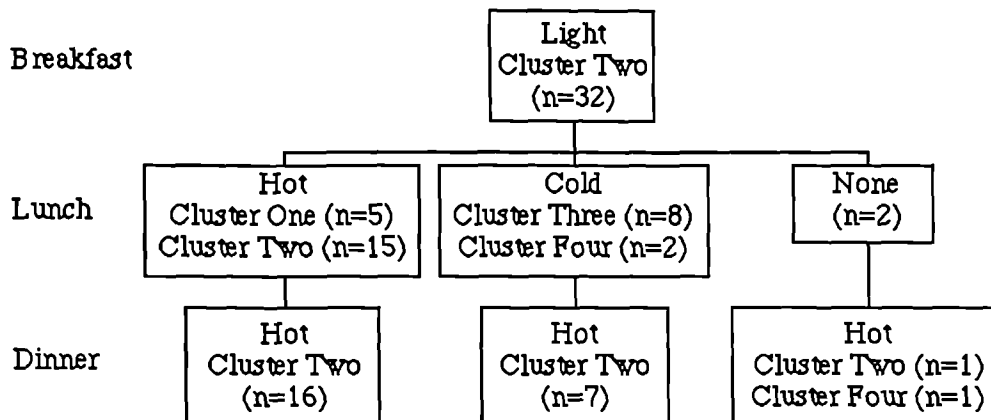 Breakfast
Light
Cluster Two
(n=32)
Lunch
Hot
Cluster One (n=5)
Cluster Two (n=15)
Cold
Cluster Three (n=8)
Cluster Four (n=2)
None
(n=2)
Dinner
Hot
Cluster Two
(n=16)
Hot
Cluster Two
(n=7)
Hot
Cluster Two (n=1)
Cluster Four (n=1)